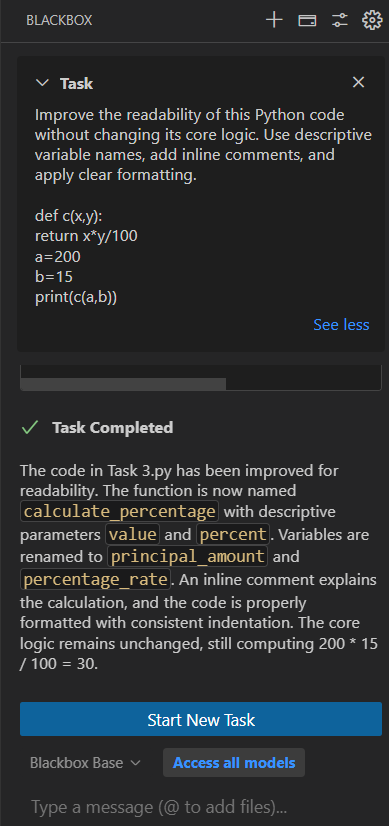 BLACKBOX
Task
Improve the readability of this Python code
without changing its core logic. Use descriptive
variable names, add inline comments, and
apply clear formatting.
def c(x,y):
return x*y/100
a=200
b=15
print(c(a,b))
See less
Task Completed
The code in Task 3.py has been improved for
readability. The function is now named
calculate_percentage with descriptive
parameters value and percent. Variables are
renamed to principal_amount and
percentage_rate. An inline comment explains
the calculation, and the code is properly
formatted with consistent indentation. The core
logic remains unchanged, still computing 200 * 15
/ 100 = 30.
Start New Task
Blackbox Base
Access all models
Type a message (@ to add files)...